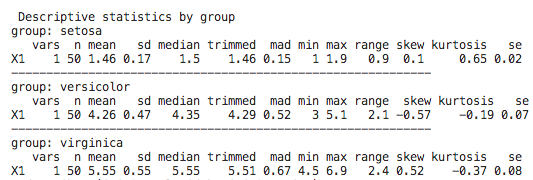 Descriptive statistics by group
group: setosa
vars n mean sd median trimmed mad min max range skew kurtosis se
X1 1 50 1.46 0.17 1.5 1.46 0.15 1 1.9 0.9 0.1 0.65 0.02
group: versicolor
vars n mean sd median trimmed mad min max range skew kurtosis se
X1 1 50 4.26 0.47 4.35 4.29 0.52 3 5.1 2.1 -0.57 -0.19 0.07
group: virginica
vars n mean sd median trimmed mad min max range skew kurtosis se
X1 1 50 5.55 0.55 5.55 5.51 0.67 4.5 6.9 2.4 0.52 -0.37 0.08